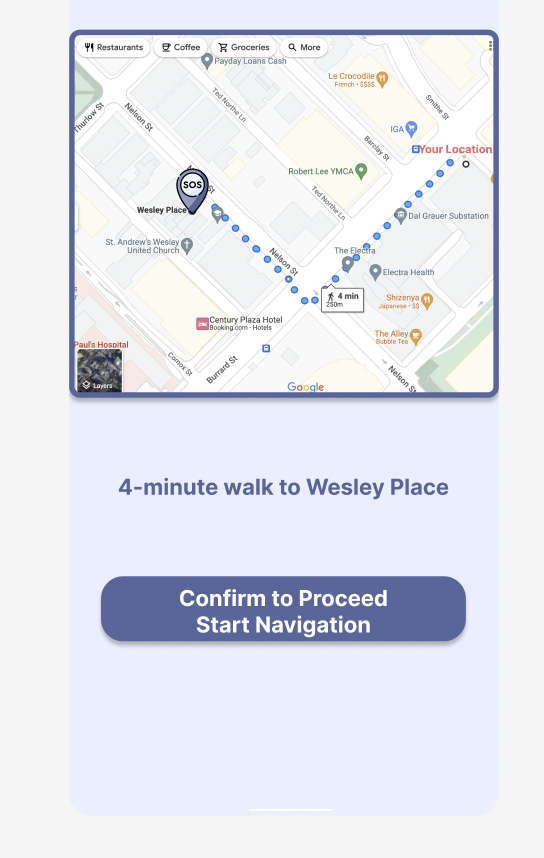 Restaurants
Coffee
Groceries
More
Payday Loans Cash
Le Crocodile
French • $$$$
Ted Northe Ln
Smithe St
Thurlow St
Nelson St
IGA
Barclay St
Your Location
SOS
Robert Lee YMCA
Wesley Place
Ted Northe Ln
Dal Grauer Substation
St. Andrew's Wesley
United Church
Nelson St
The Electra
Electra Health
4 min
250m
Shizenya
Japanese • $$
Century Plaza Hotel
Booking.com • Hotels
The Alley
Bubble Tea
Paul's Hospital
Comox St
Burrard St
Nelson St
Layers
Google
4-minute walk to Wesley Place
Confirm to Proceed
Start Navigation